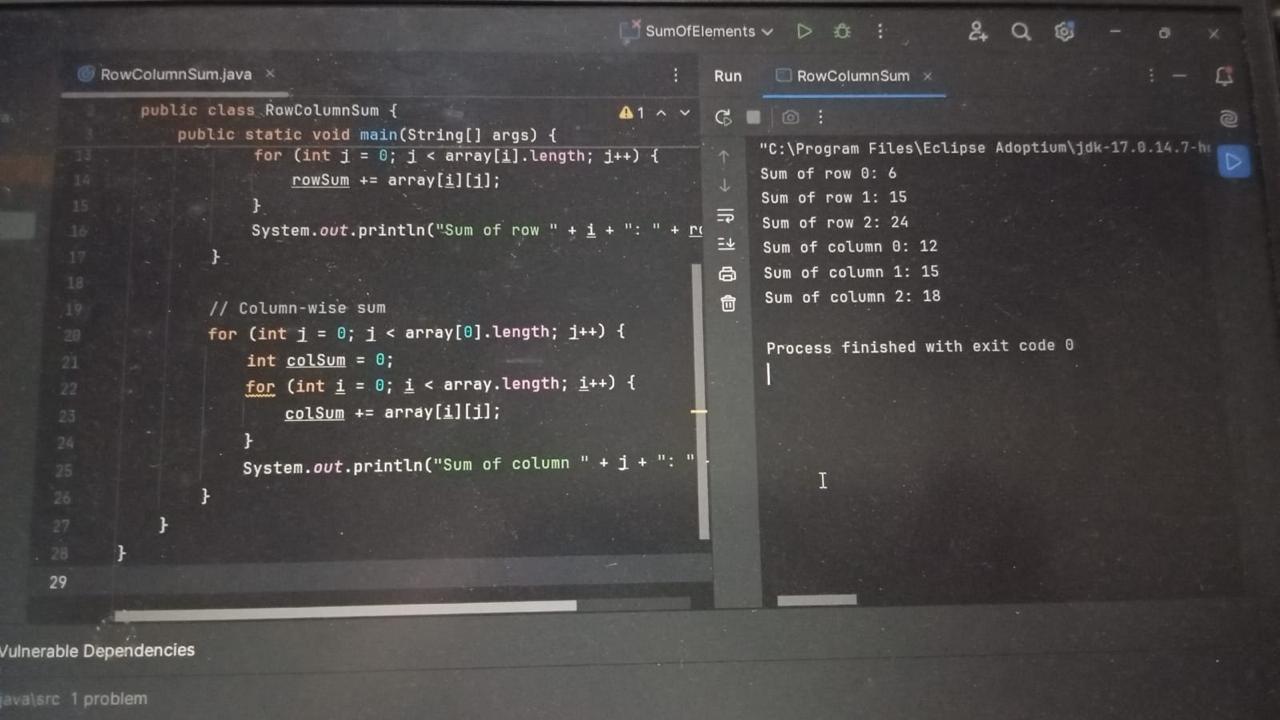 SumOfElements
RowColumnSum.java
public class RowColumnSum {
1
3 public static void main(String[] args) {
13 for (int j = 0; j < array[i].length; j++) {
14 rowSum += array[i][j];
15 }
16 System.out.println("Sum of row " + i + ": " +
17 }
18
19 // Column-wise sum
20 for (int j = 0; j < array[0].length; j++) {
21 int colSum = 0;
22 for (int i = 0; i < array.length; i++) {
23 colSum += array[i][j];
24 }
25 System.out.println("Sum of column " + j + ": "
26 }
27 }
28 }
29
Run RowColumnSum
"C:\Program Files\Eclipse Adoptium\jdk-17.0.14.7-h
Sum of row 0: 6
Sum of row 1: 15
Sum of row 2: 24
Sum of column 0: 12
Sum of column 1: 15
Sum of column 2: 18
Process finished with exit code 0
Vulnerable Dependencies
java\src 1 problem